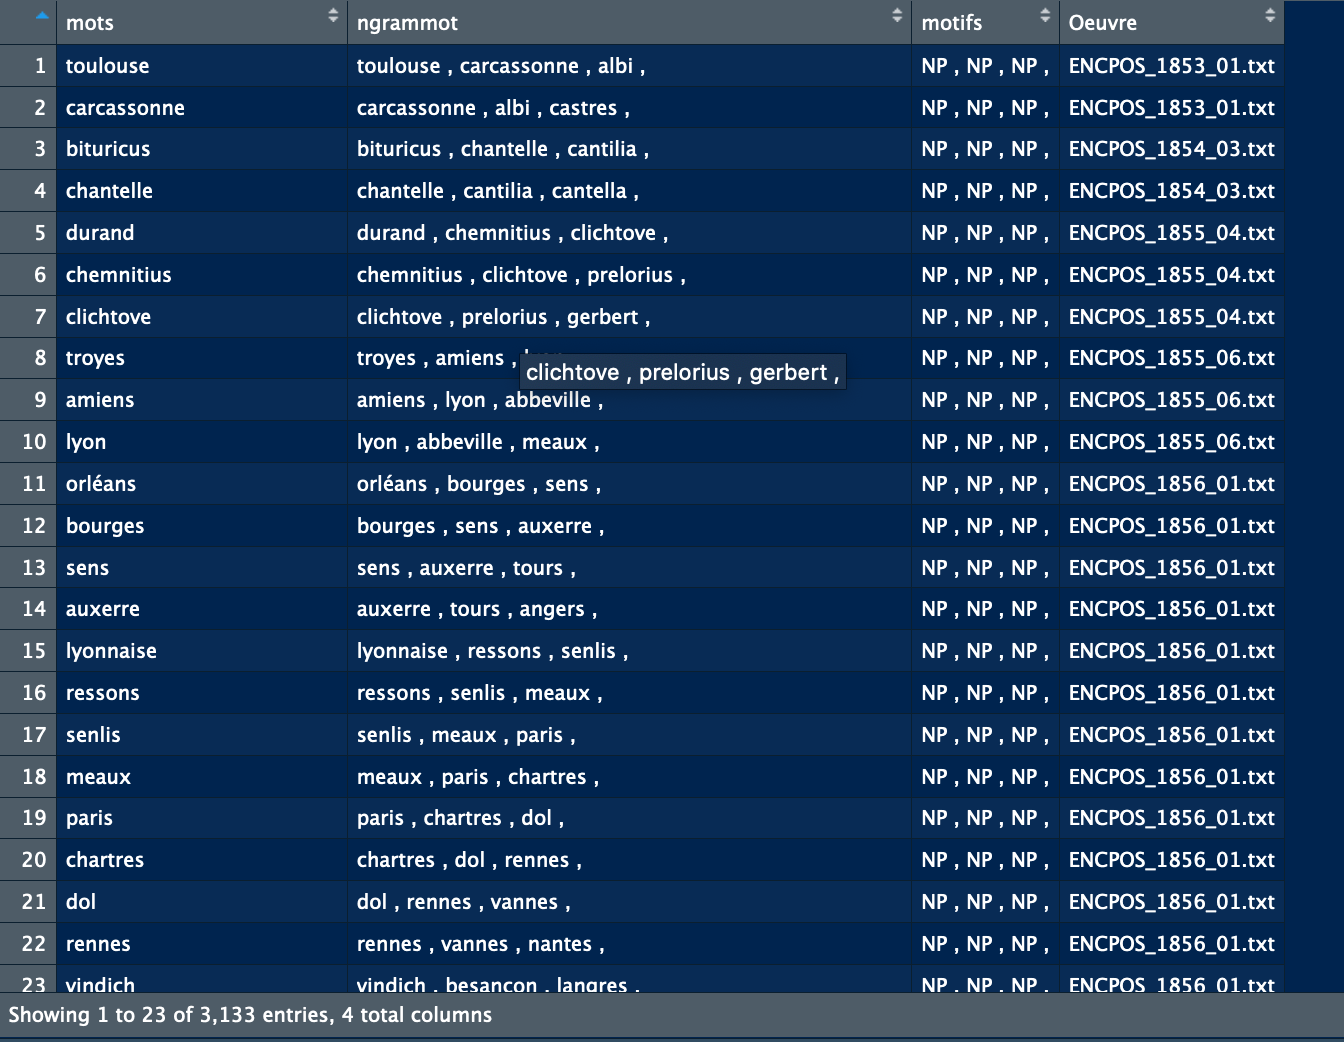 mots ngrammot motifs Oeuvre
1 toulouse toulouse , carcassonne , albi , NP , NP , NP , ENCPOS_1853_01.txt
2 carcassonne carcassonne , albi , castres , NP , NP , NP , ENCPOS_1853_01.txt
3 bituricus bituricus , chantelle , cantilia , NP , NP , NP , ENCPOS_1854_03.txt
4 chantelle chantelle , cantilia , cantella , NP , NP , NP , ENCPOS_1854_03.txt
5 durand durand , chemnitius , clichtove , NP , NP , NP , ENCPOS_1855_04.txt
6 chemnitius chemnitius , clichtove , prelorius , NP , NP , NP , ENCPOS_1855_04.txt
7 clichtove clichtove , prelorius , gerbert , NP , NP , NP , ENCPOS_1855_04.txt
8 troyes troyes , amiens , NP , NP , NP , ENCPOS_1855_06.txt
clichtove , prelorius , gerbert ,
9 amiens amiens , lyon , abbeville , NP , NP , NP , ENCPOS_1855_06.txt
10 lyon lyon , abbeville , meaux , NP , NP , NP , ENCPOS_1855_06.txt
11 orléans orléans , bourges , sens , NP , NP , NP , ENCPOS_1856_01.txt
12 bourges bourges , sens , auxerre , NP , NP , NP , ENCPOS_1856_01.txt
13 sens sens , auxerre , tours , NP , NP , NP , ENCPOS_1856_01.txt
14 auxerre auxerre , tours , angers , NP , NP , NP , ENCPOS_1856_01.txt
15 lyonnaise lyonnaise , ressons , senlis , NP , NP , NP , ENCPOS_1856_01.txt
16 ressons ressons , senlis , meaux , NP , NP , NP , ENCPOS_1856_01.txt
17 senlis senlis , meaux , paris , NP , NP , NP , ENCPOS_1856_01.txt
18 meaux meaux , paris , chartres , NP , NP , NP , ENCPOS_1856_01.txt
19 paris paris , chartres , dol , NP , NP , NP , ENCPOS_1856_01.txt
20 chartres chartres , dol , rennes , NP , NP , NP , ENCPOS_1856_01.txt
21 dol dol , rennes , vannes , NP , NP , NP , ENCPOS_1856_01.txt
22 rennes rennes , vannes , nantes , NP , NP , NP , ENCPOS_1856_01.txt
23 vindich vindich , besançon , langres , NP , NP , NP , ENCPOS_1856_01.txt
Showing 1 to 23 of 3,133 entries, 4 total columns